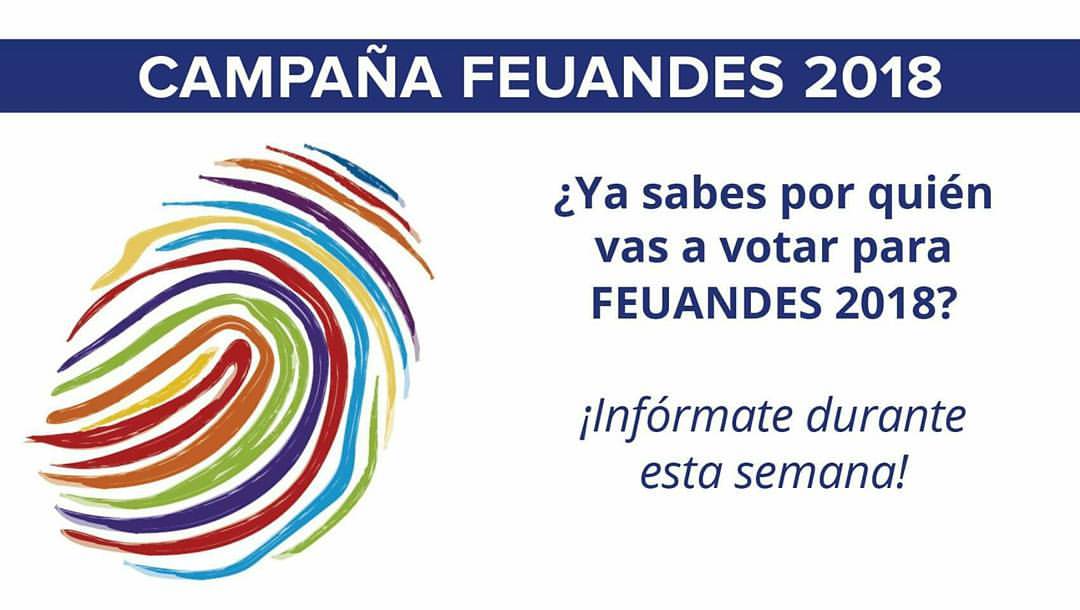 CAMPAÑA FEUANDES 2018
¿Ya sabes por quién
vas a votar para
FEUANDES 2018?
¡Infórmate durante
esta semana!